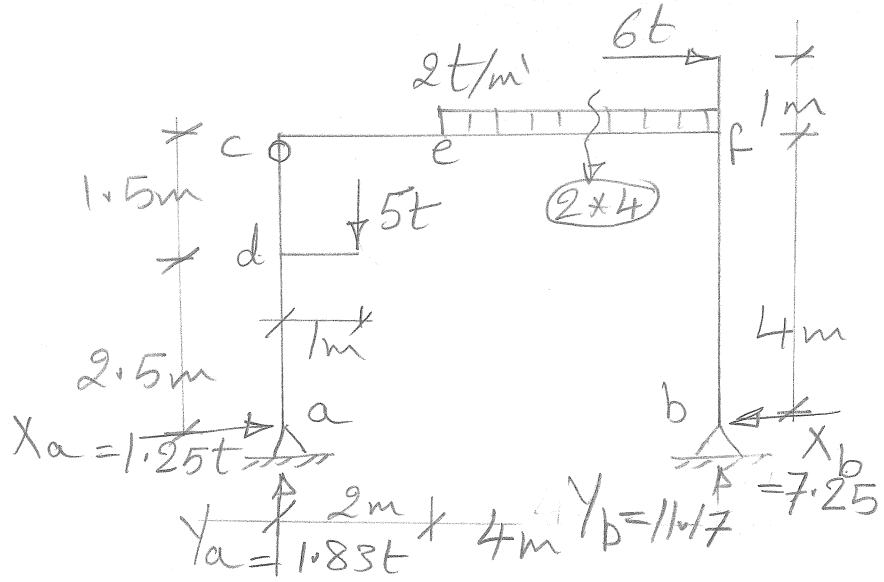 6t
2t/m'
1m
c
e
f
1.5m
5t
2*4
d
1m
4m
2.5m
a
b
Xa=1.25t
Xb=7.25
2m
4m
Ya=1.83t
Yb=11.17